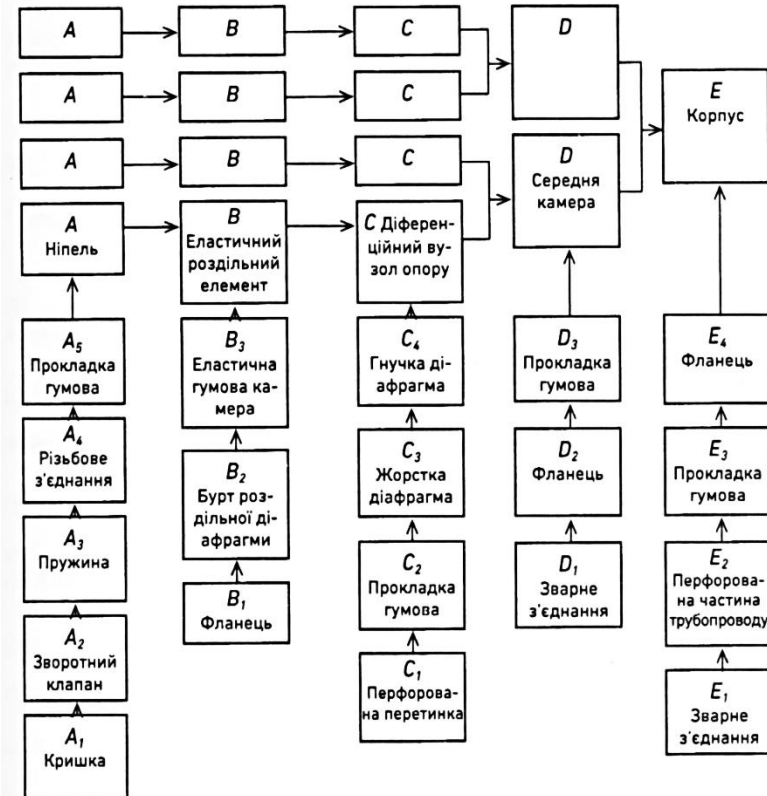 A
B
C
D
A
B
C
E
Корпус
A
B
C
D
Середня
камера
A
Ніпель
B
Еластичний
роздільний
елемент
C Діферен-
ційний ву-
зол опору
A5
Прокладка
гумова
B3
Еластична
гумова ка-
мера
C4
Гнучка ді-
афрагма
D3
Прокладка
гумова
E4
Фланець
A4
Різьбове
з'єднання
B2
Бурт роз-
дільної ді-
афрагми
C3
Жорстка
діафрагма
D2
Фланець
E3
Прокладка
гумова
A3
Пружина
B1
Фланець
C2
Прокладка
гумова
D1
Зварне
з'єднання
E2
Перфорова-
на частина
трубопроводу
A2
Зворотний
клапан
C1
Перфорова-
на перетинка
E1
Зварне
з'єднання
A1
Кришка